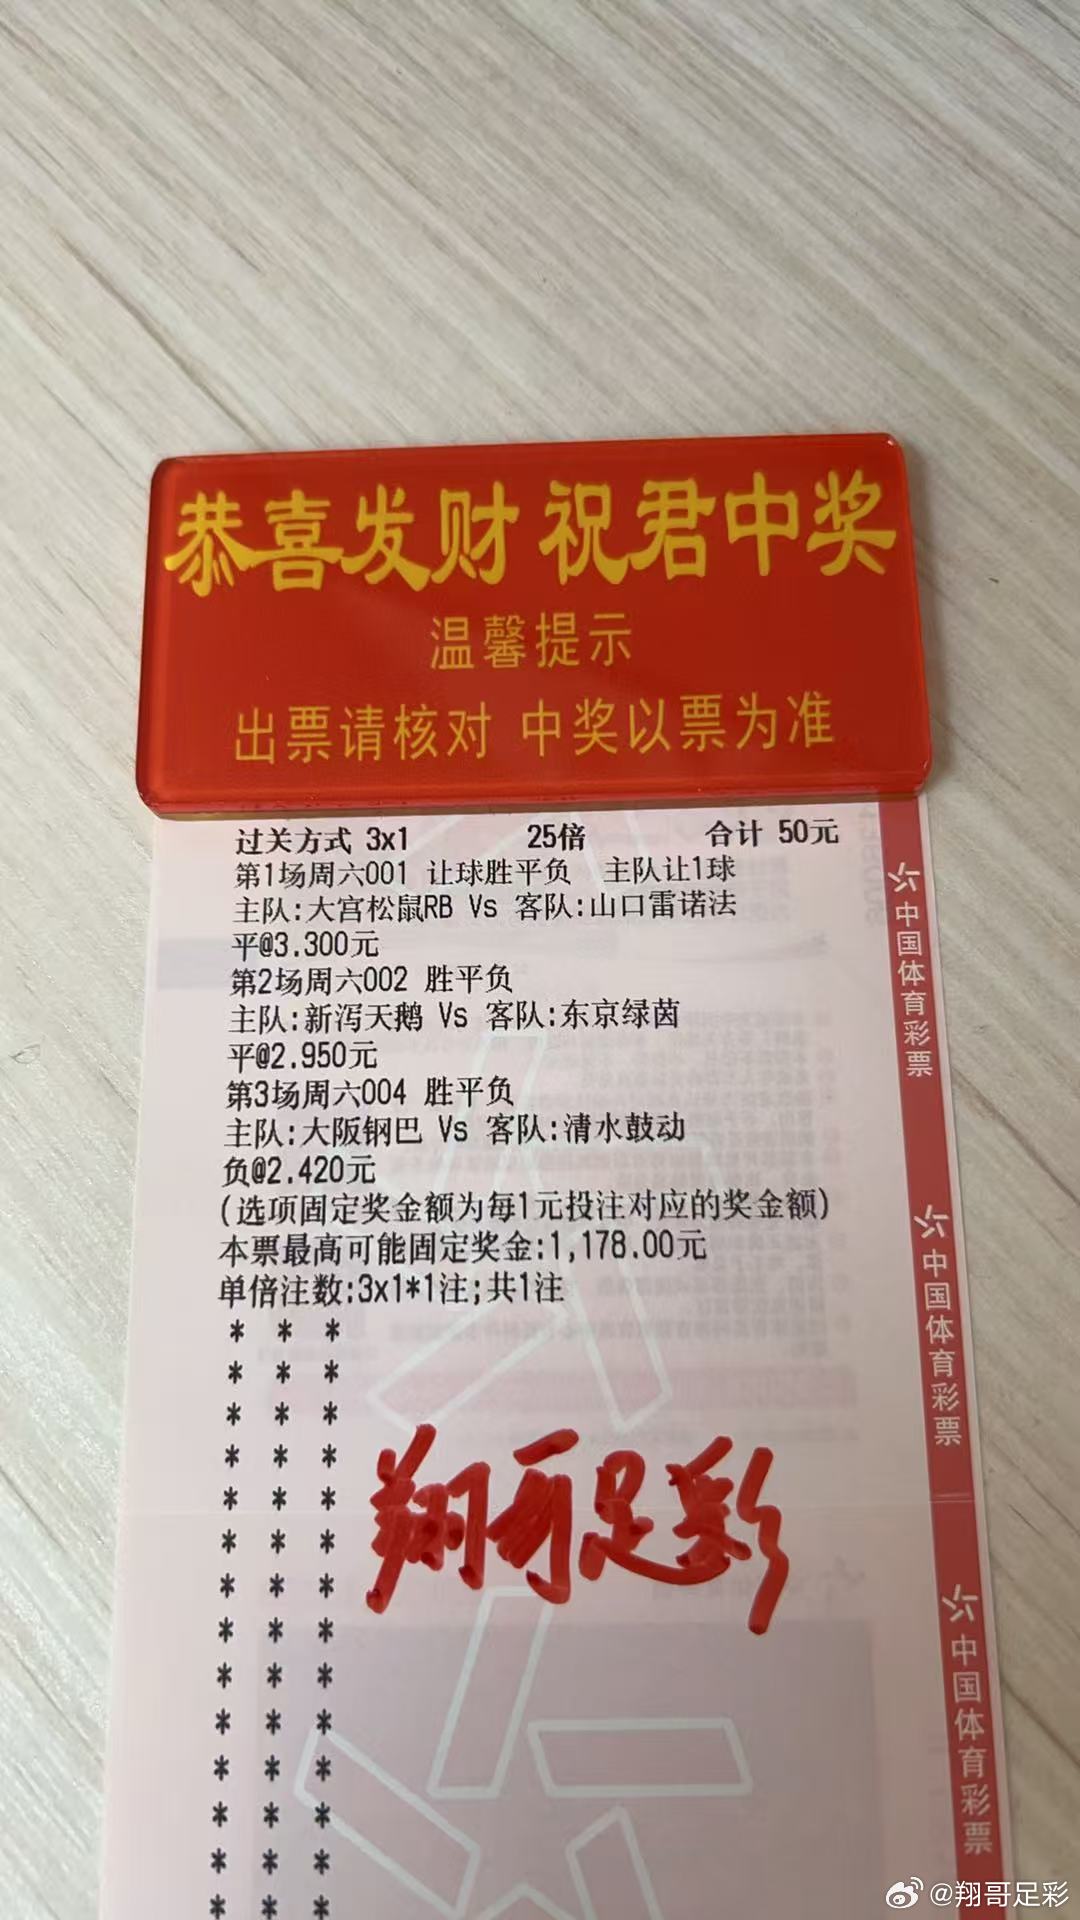 恭喜发财 祝君中奖
温馨提示
出票请核对 中奖以票为准
过关方式 3x1 25倍 合计 50元
第1场周六001 让球胜平负 主队让1球
主队:大宫松鼠RB Vs 客队:山口雷诺法
平@3.300元
第2场周六002 胜平负
主队:新泻天鹅 Vs 客队:东京绿茵
平@2.950元
第3场周六004 胜平负
主队:大阪钢巴 Vs 客队:清水鼓动
负@2.420元
(选项固定奖金额为每1元投注对应的奖金额)
本票最高可能固定奖金:1,178.00元
单倍注数:3x1*1注;共1注
* * *
* * *
* * *
* * *
* * *
* * *
* * *
* * *
* * *
* * *
* * *
* * *
* * *
* * *
翔哥足彩
中国体育彩票
中国体育彩票
中国体育彩票
@翔哥足彩